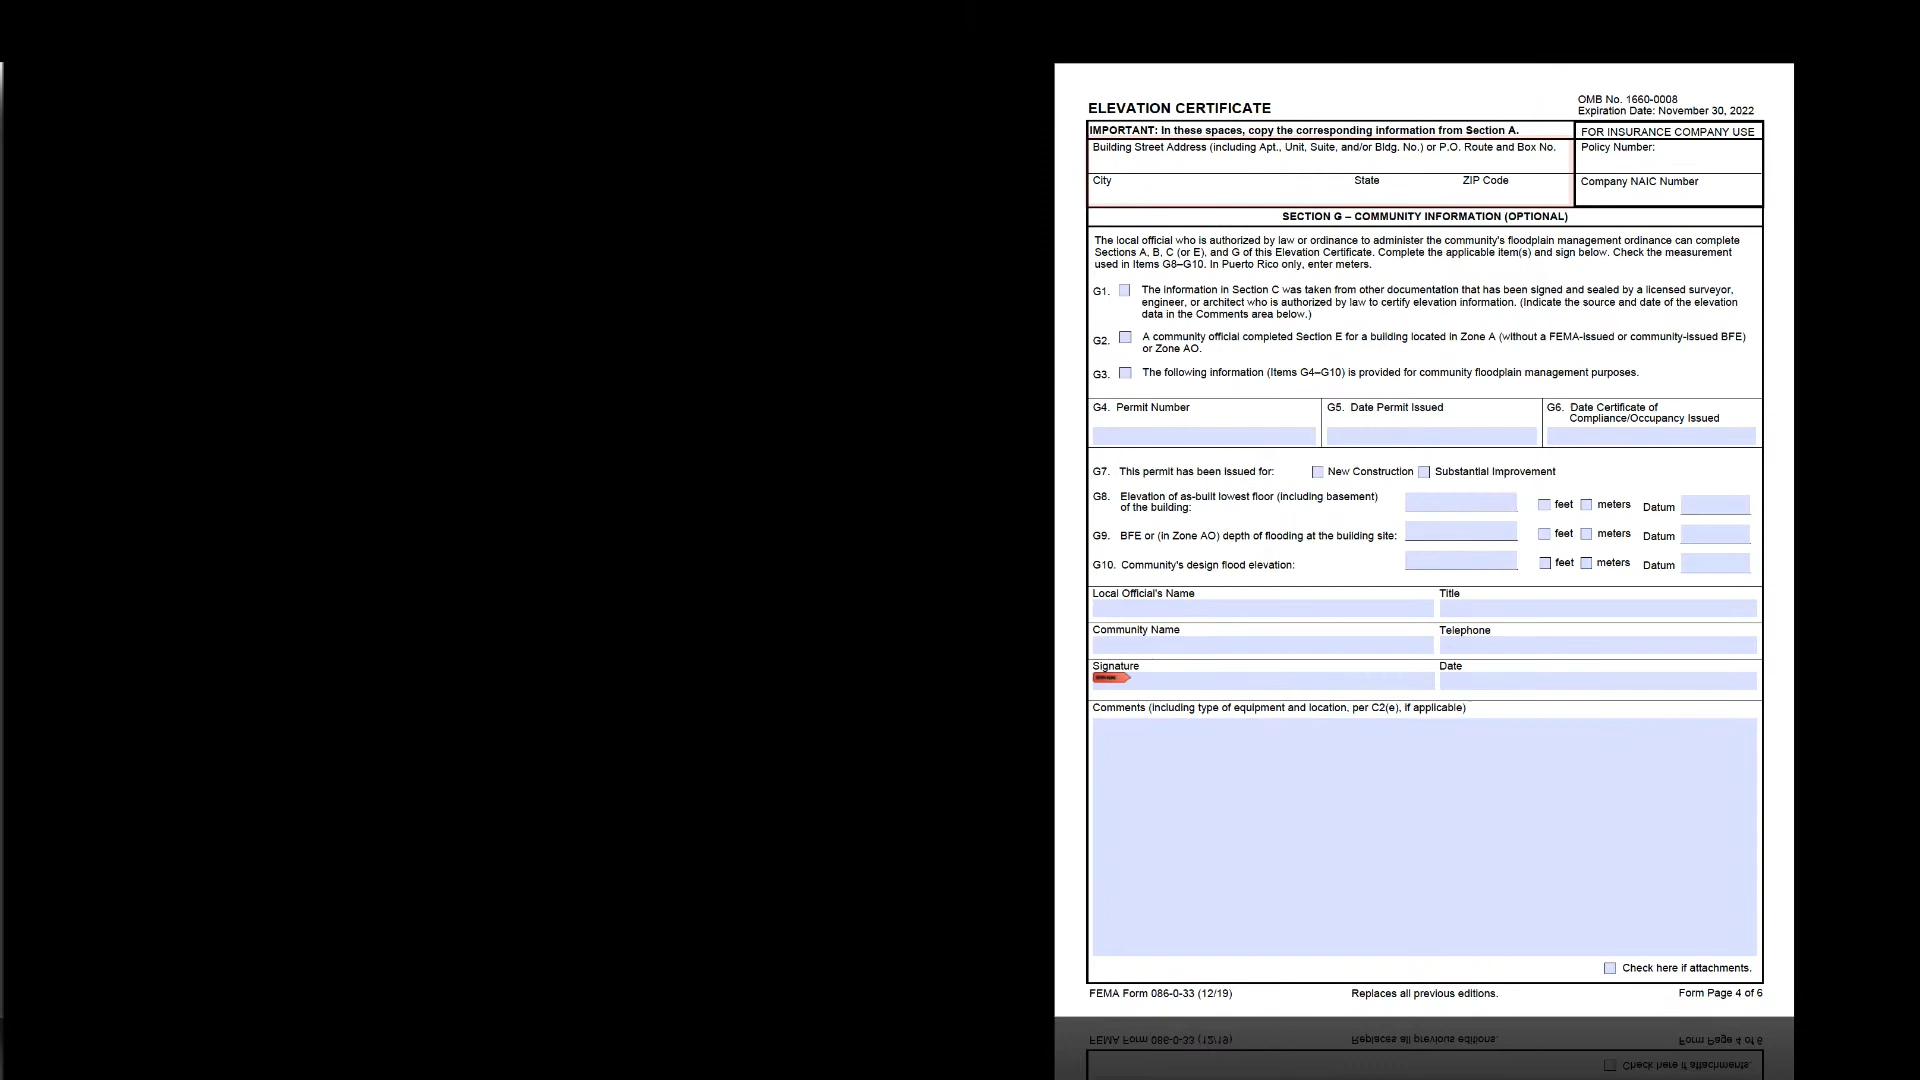 ELEVATION CERTIFICATE
OMB No. 1660-0008
Expiration Date: November 30, 2022
IMPORTANT: In these spaces, copy the corresponding information from Section A.
FOR INSURANCE COMPANY USE
Building Street Address (including Apt., Unit, Suite, and/or Bldg. No.) or P.O. Route and Box No.
Policy Number:
City State ZIP Code
Company NAIC Number
SECTION G – COMMUNITY INFORMATION (OPTIONAL)
The local official who is authorized by law or ordinance to administer the community's floodplain management ordinance can complete
Sections A, B, C (or E), and G of this Elevation Certificate. Complete the applicable item(s) and sign below. Check the measurement
used in Items G8–G10. In Puerto Rico only, enter meters.
G1. The information in Section C was taken from other documentation that has been signed and sealed by a licensed surveyor,
engineer, or architect who is authorized by law to certify elevation information. (Indicate the source and date of the elevation
data in the Comments area below.)
G2. A community official completed Section E for a building located in Zone A (without a FEMA-issued or community-issued BFE)
or Zone AO.
G3. The following information (Items G4–G10) is provided for community floodplain management purposes.
G4. Permit Number
G5. Date Permit Issued
G6. Date Certificate of
Compliance/Occupancy Issued
G7. This permit has been issued for: New Construction Substantial Improvement
G8. Elevation of as-built lowest floor (including basement)
of the building: feet meters Datum
G9. BFE or (in Zone AO) depth of flooding at the building site: feet meters Datum
G10. Community's design flood elevation: feet meters Datum
Local Official's Name Title
Community Name Telephone
Signature Date
Comments (including type of equipment and location, per C2(e), if applicable)
Check here if attachments.
FEMA Form 086-0-33 (12/19) Replaces all previous editions. Form Page 4 of 6